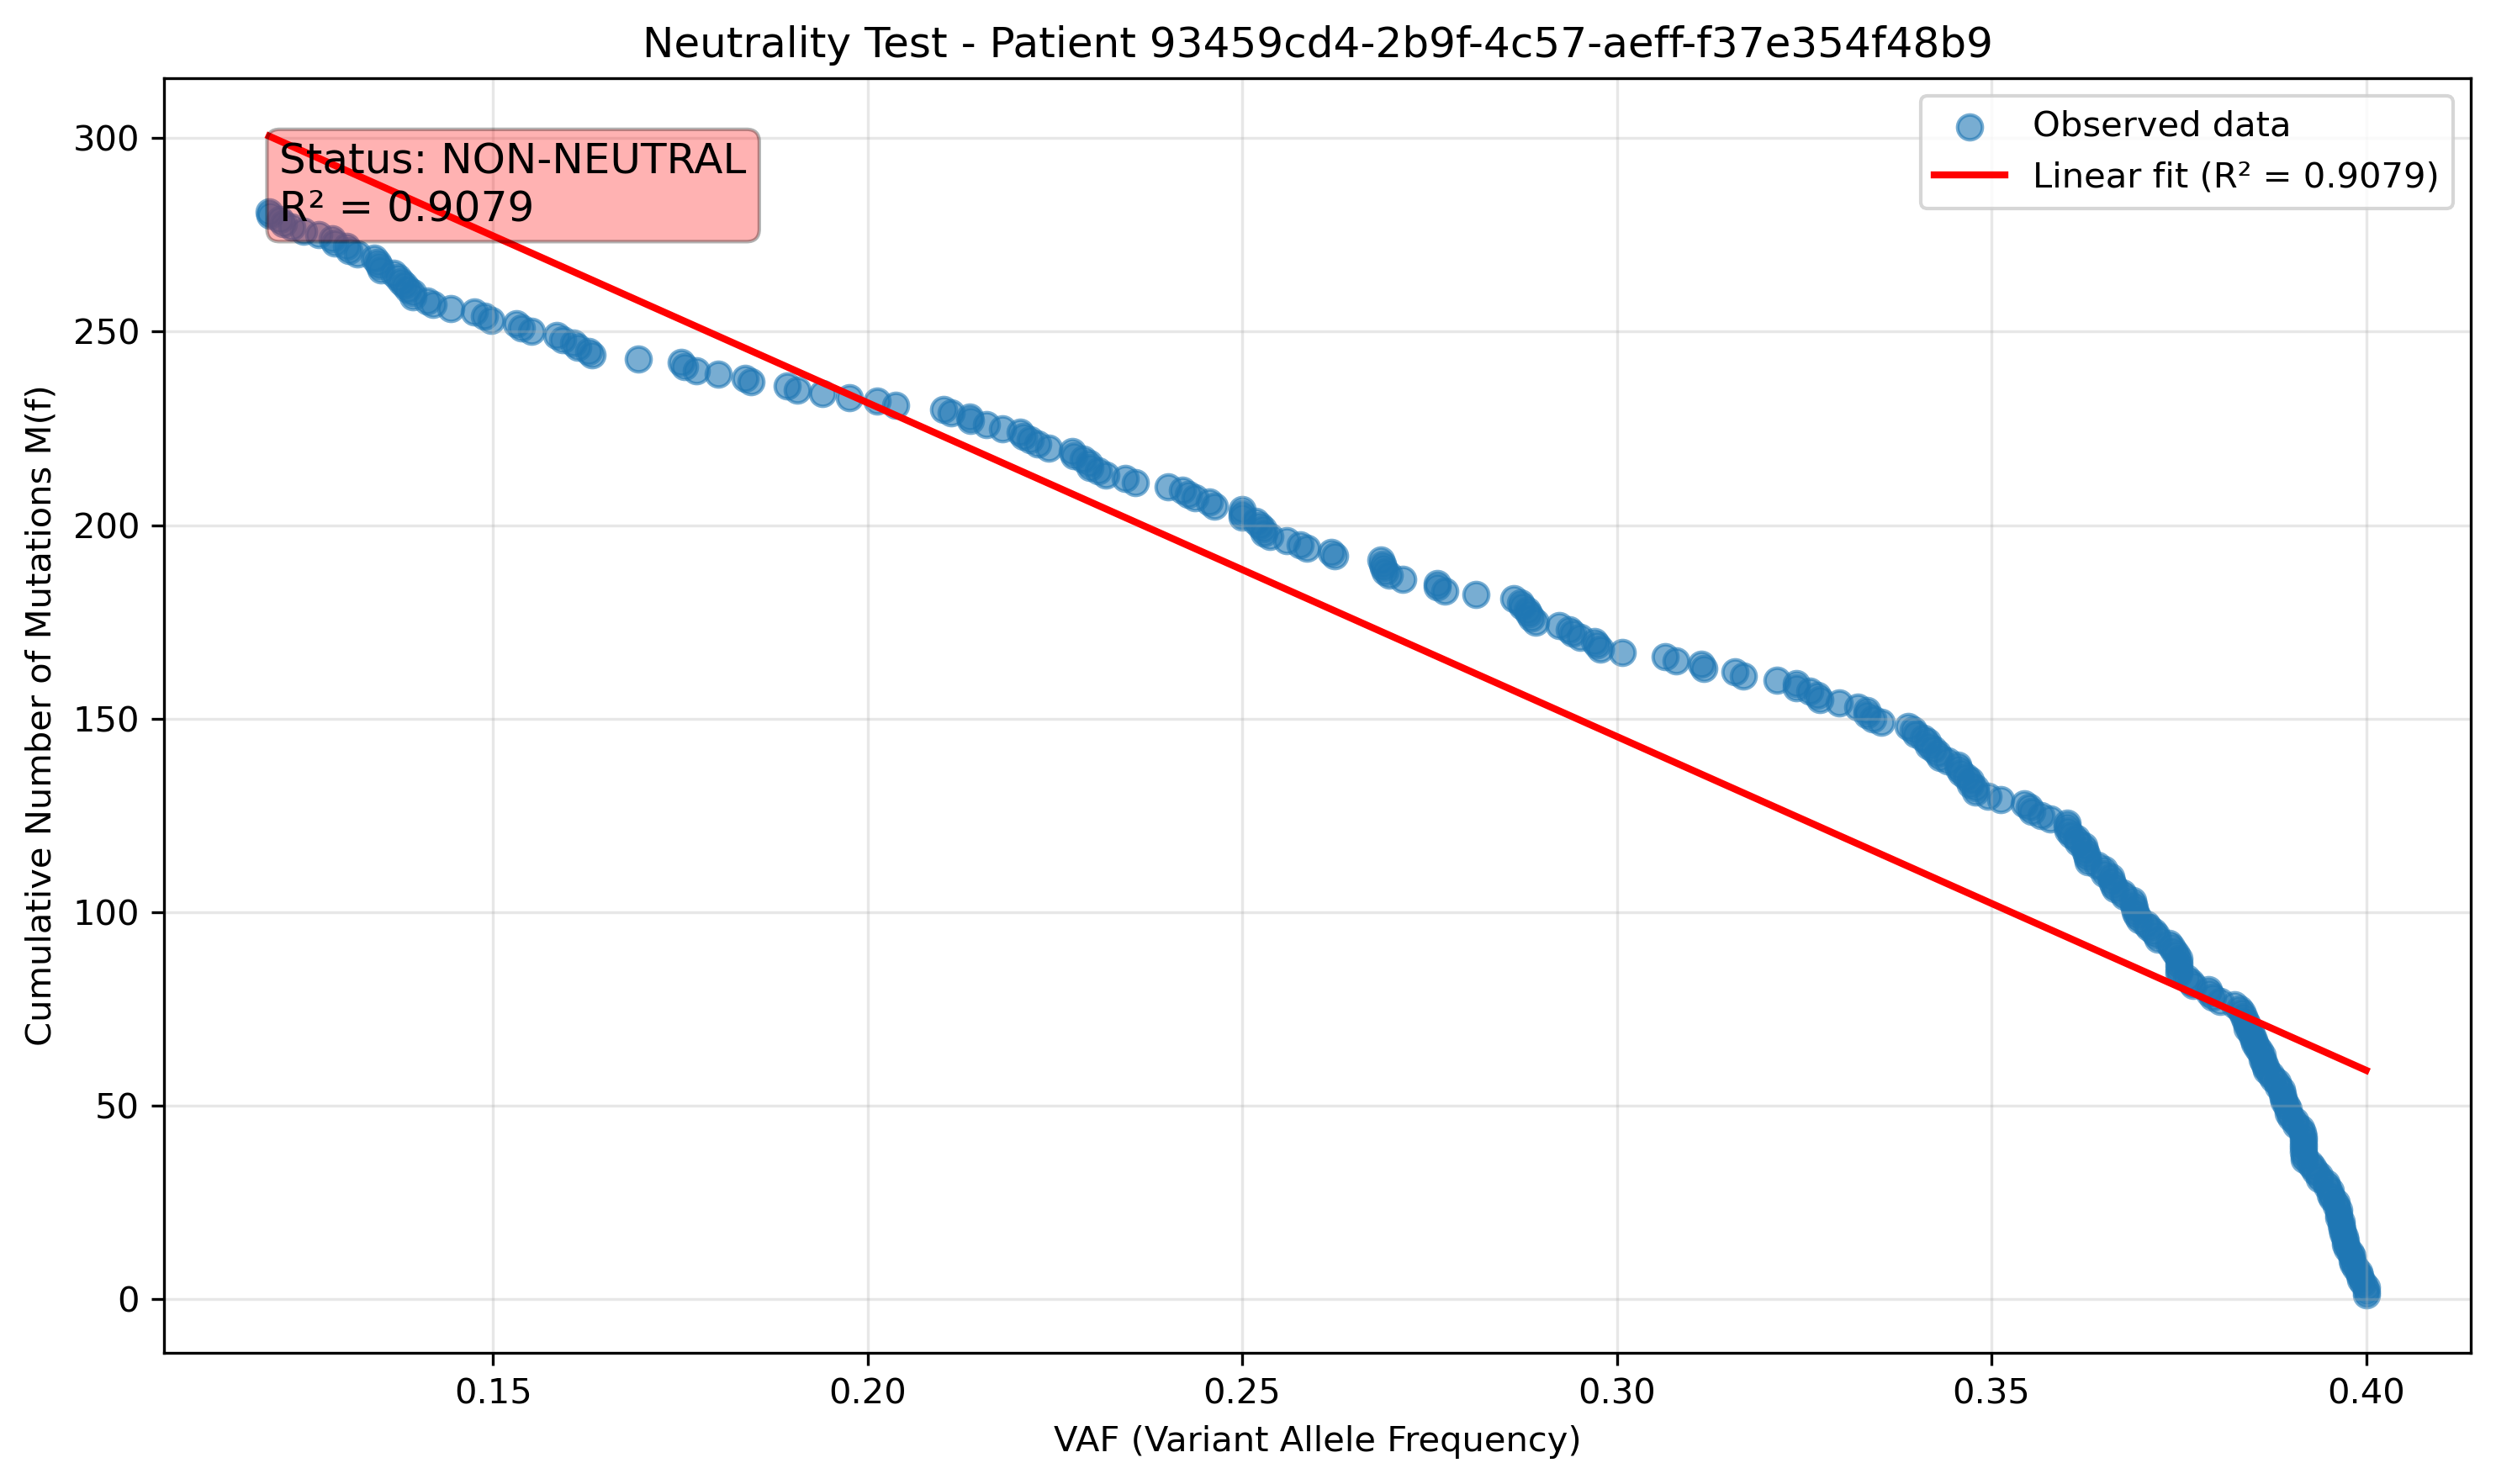 Neutrality Test - Patient 93459cd4-2b9f-4c57-aeff-f37e354f48b9
Observed data
Linear fit (R² = 0.9079)
Status: NON-NEUTRAL
R² = 0.9079
Cumulative Number of Mutations M(f)
300
250
200
150
100
50
0
0.15
0.20
0.25
0.30
0.35
0.40
VAF (Variant Allele Frequency)